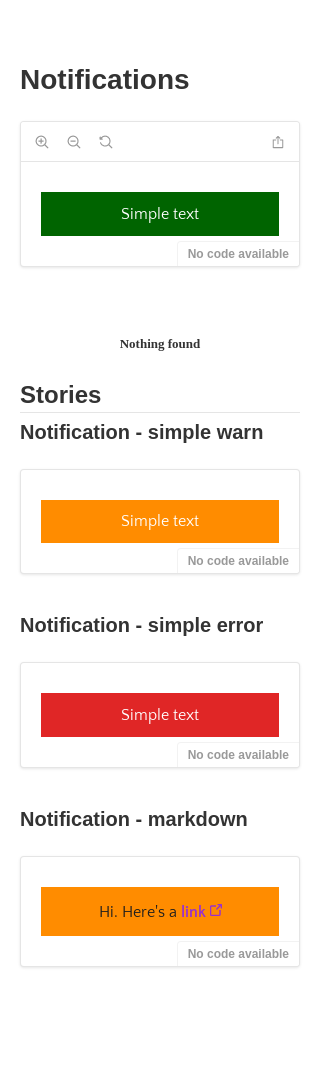 Notifications
Simple text
No code available
Nothing found
Stories
Notification - simple warn
Simple text
No code available
Notification - simple error
Simple text
No code available
Notification - markdown
Hi. Here's a link
No code available